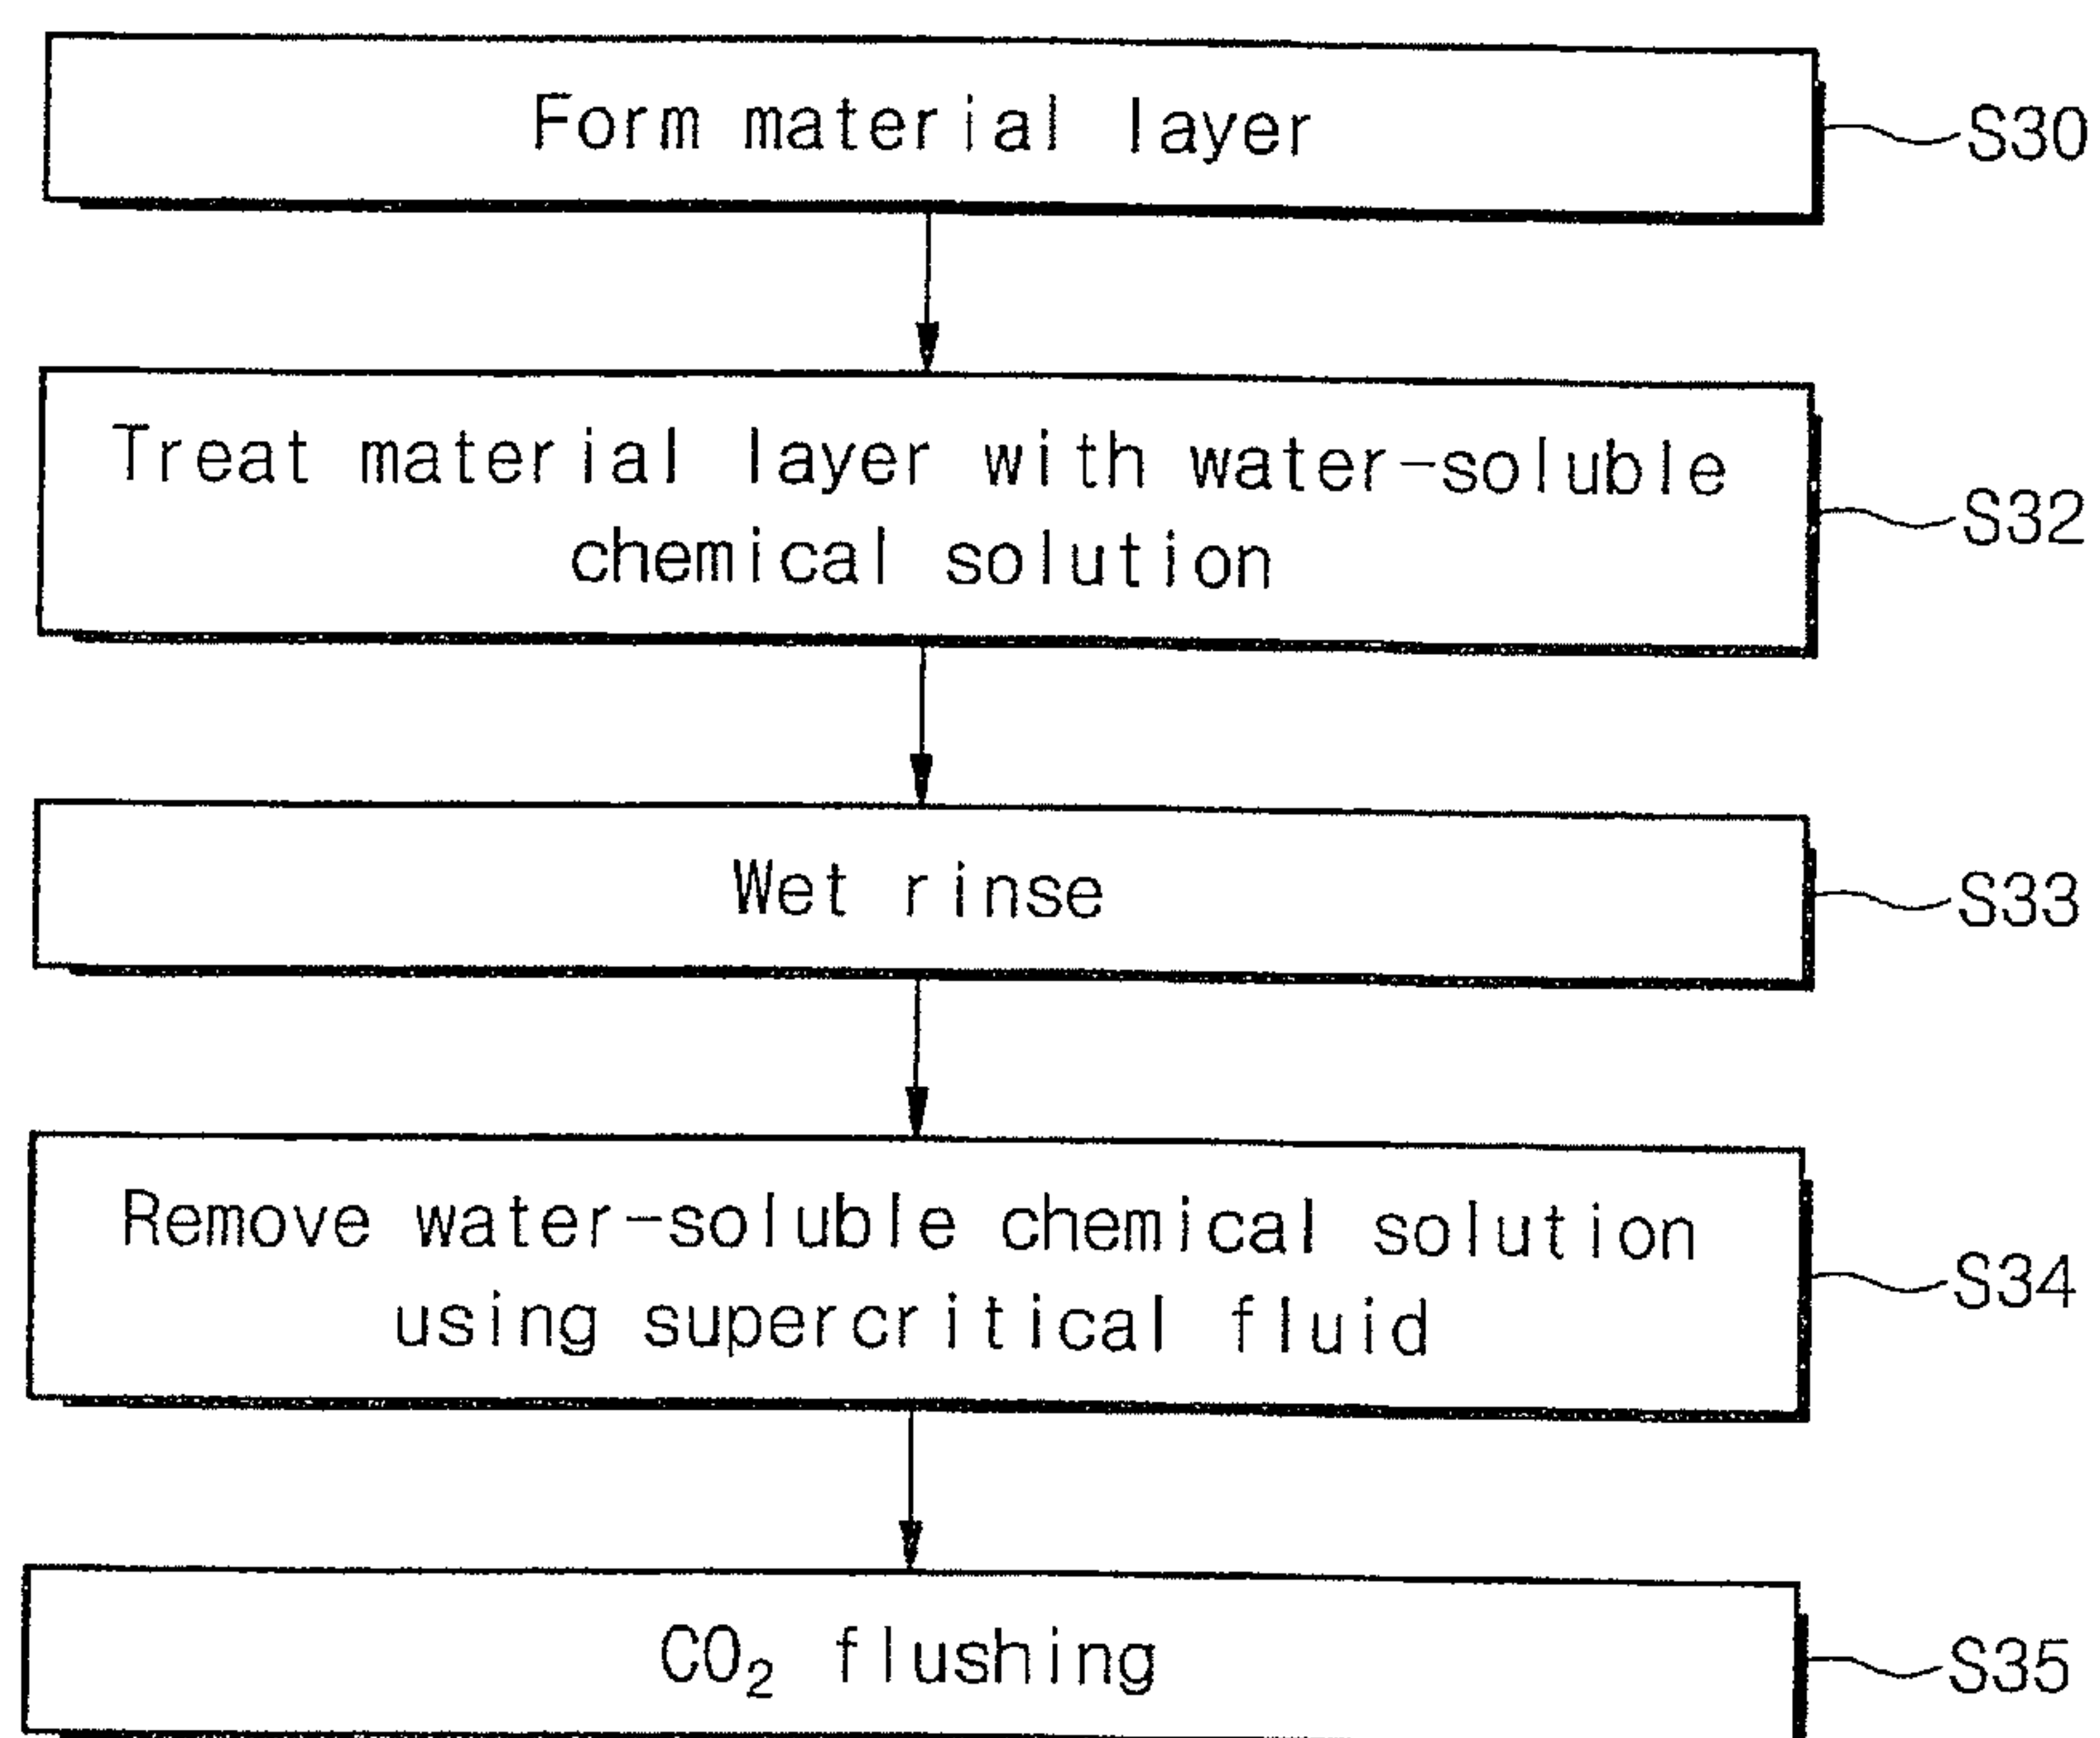 Form material layer
S30
Treat material layer with water-soluble
chemical solution
S32
Wet rinse
S33
Remove water-soluble chemical solution
using supercritical fluid
S34
CO₂ flushing
S35